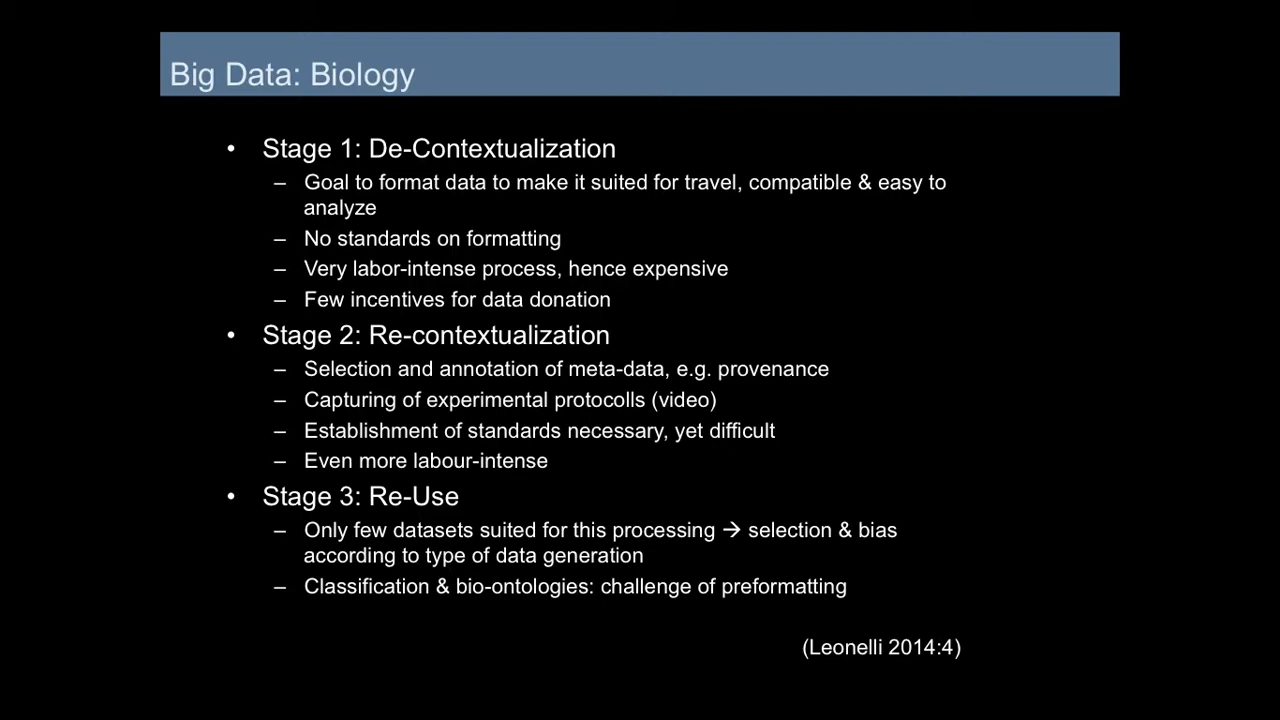 Big Data: Biology
• Stage 1: De-Contextualization
– Goal to format data to make it suited for travel, compatible & easy to
analyze
– No standards on formatting
– Very labor-intense process, hence expensive
– Few incentives for data donation
• Stage 2: Re-contextualization
– Selection and annotation of meta-data, e.g. provenance
– Capturing of experimental protocolls (video)
– Establishment of standards necessary, yet difficult
– Even more labour-intense
• Stage 3: Re-Use
– Only few datasets suited for this processing → selection & bias
according to type of data generation
– Classification & bio-ontologies: challenge of preformatting
(Leonelli 2014:4)